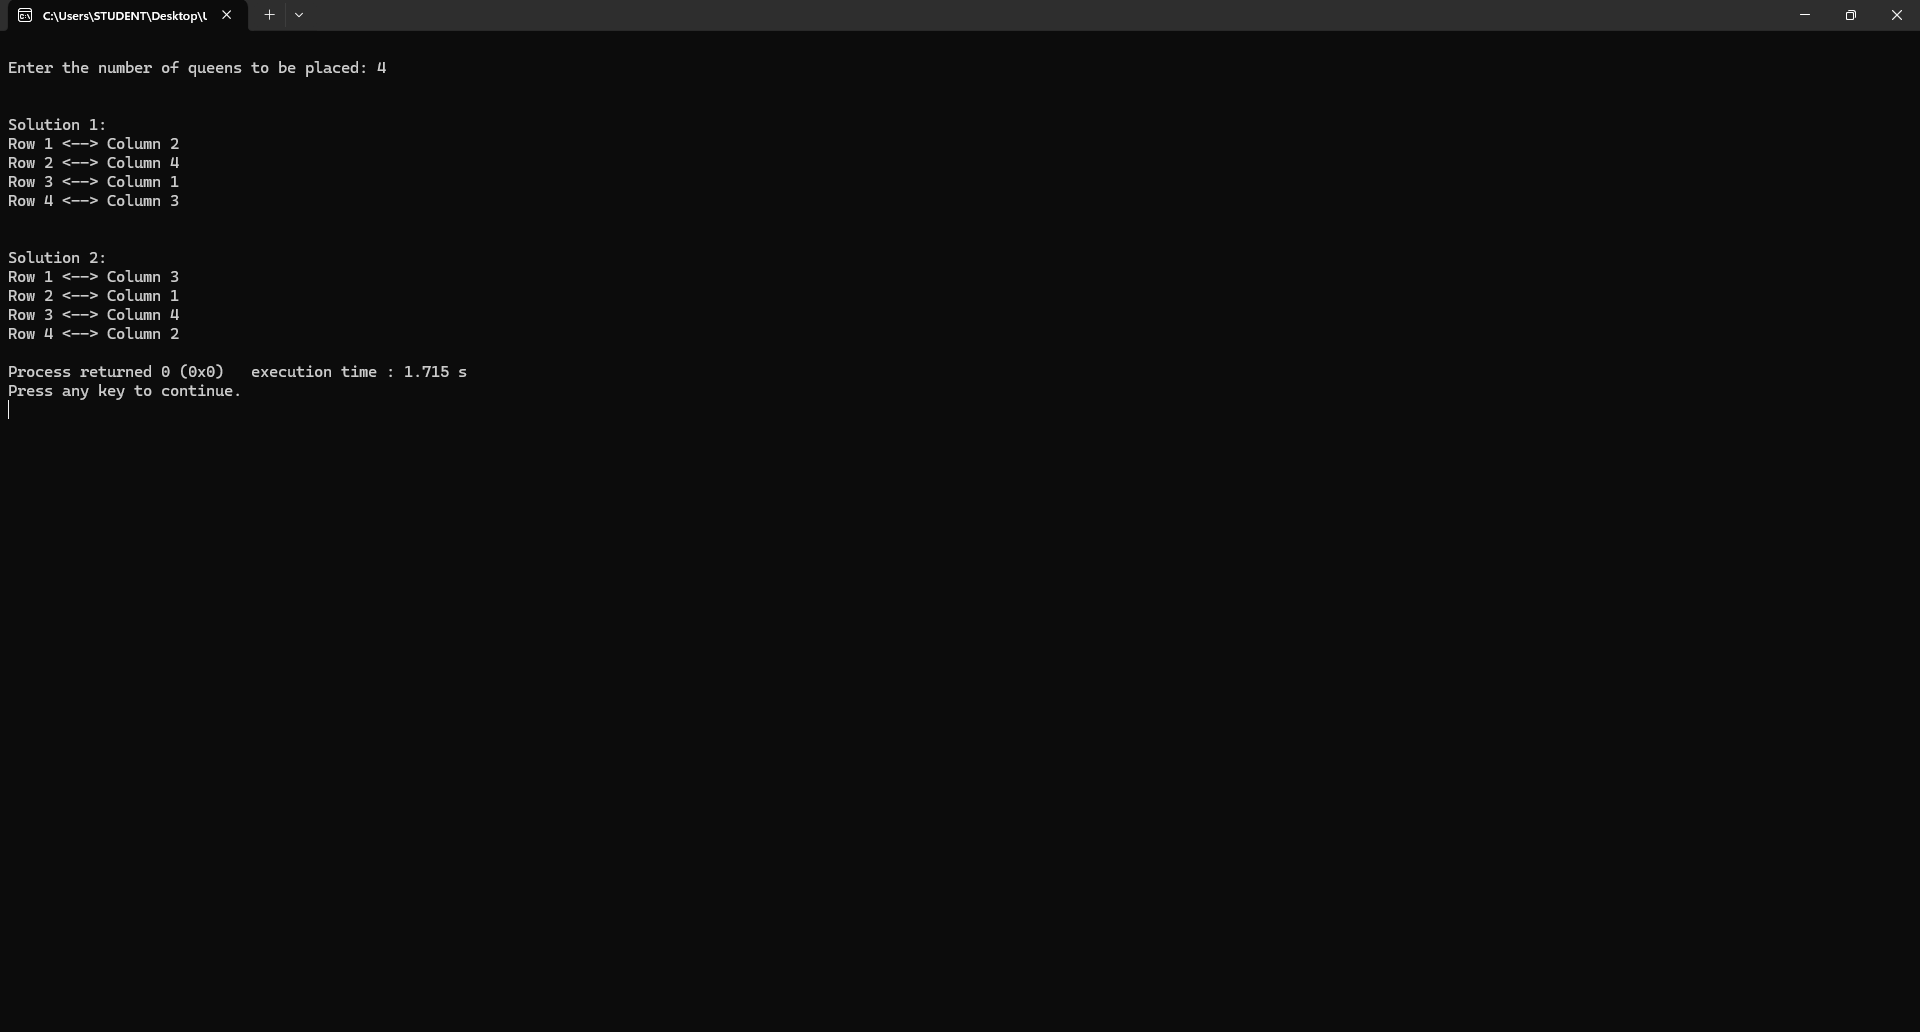 C:\Users\STUDENT\Desktop\U
Enter the number of queens to be placed: 4
Solution 1:
Row 1 <--> Column 2
Row 2 <--> Column 4
Row 3 <--> Column 1
Row 4 <--> Column 3
Solution 2:
Row 1 <--> Column 3
Row 2 <--> Column 1
Row 3 <--> Column 4
Row 4 <--> Column 2
Process returned 0 (0x0)   execution time : 1.715 s
Press any key to continue.